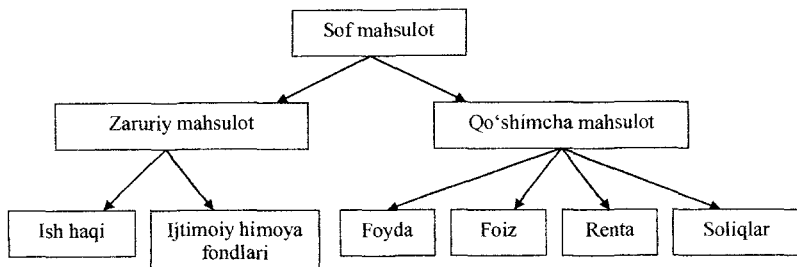 Sof mahsulot
Zaruriy mahsulot
Qo‘shimcha mahsulot
Ish haqi
Ijtimoiy himoya
fondlari
Foyda
Foiz
Renta
Soliqlar